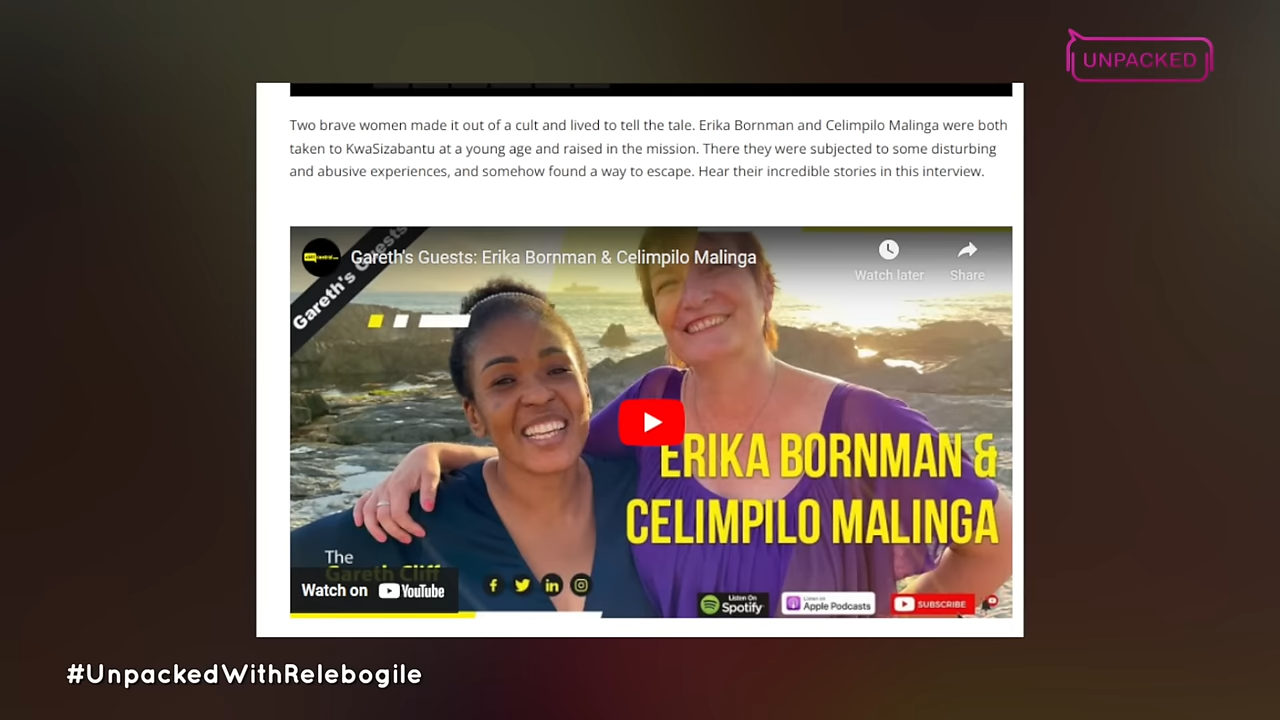 UNPACKED
Two brave women made it out of a cult and lived to tell the tale. Erika Bornman and Celimpilo Malinga were both
taken to KwaSizabantu at a young age and raised in the mission. There they were subjected to some disturbing
and abusive experiences, and somehow found a way to escape. Hear their incredible stories in this interview.
Gareth's Guests: Erika Bornman & Celimpilo Malinga
Watch later
Share
Gareth's Guests
ERIKA BORNMAN &
CELIMPILO MALINGA
The
Gareth Cliff
Watch on YouTube
Listen On
Spotify
Listen on
Apple Podcasts
SUBSCRIBE
#UnpackedWithRelebogile